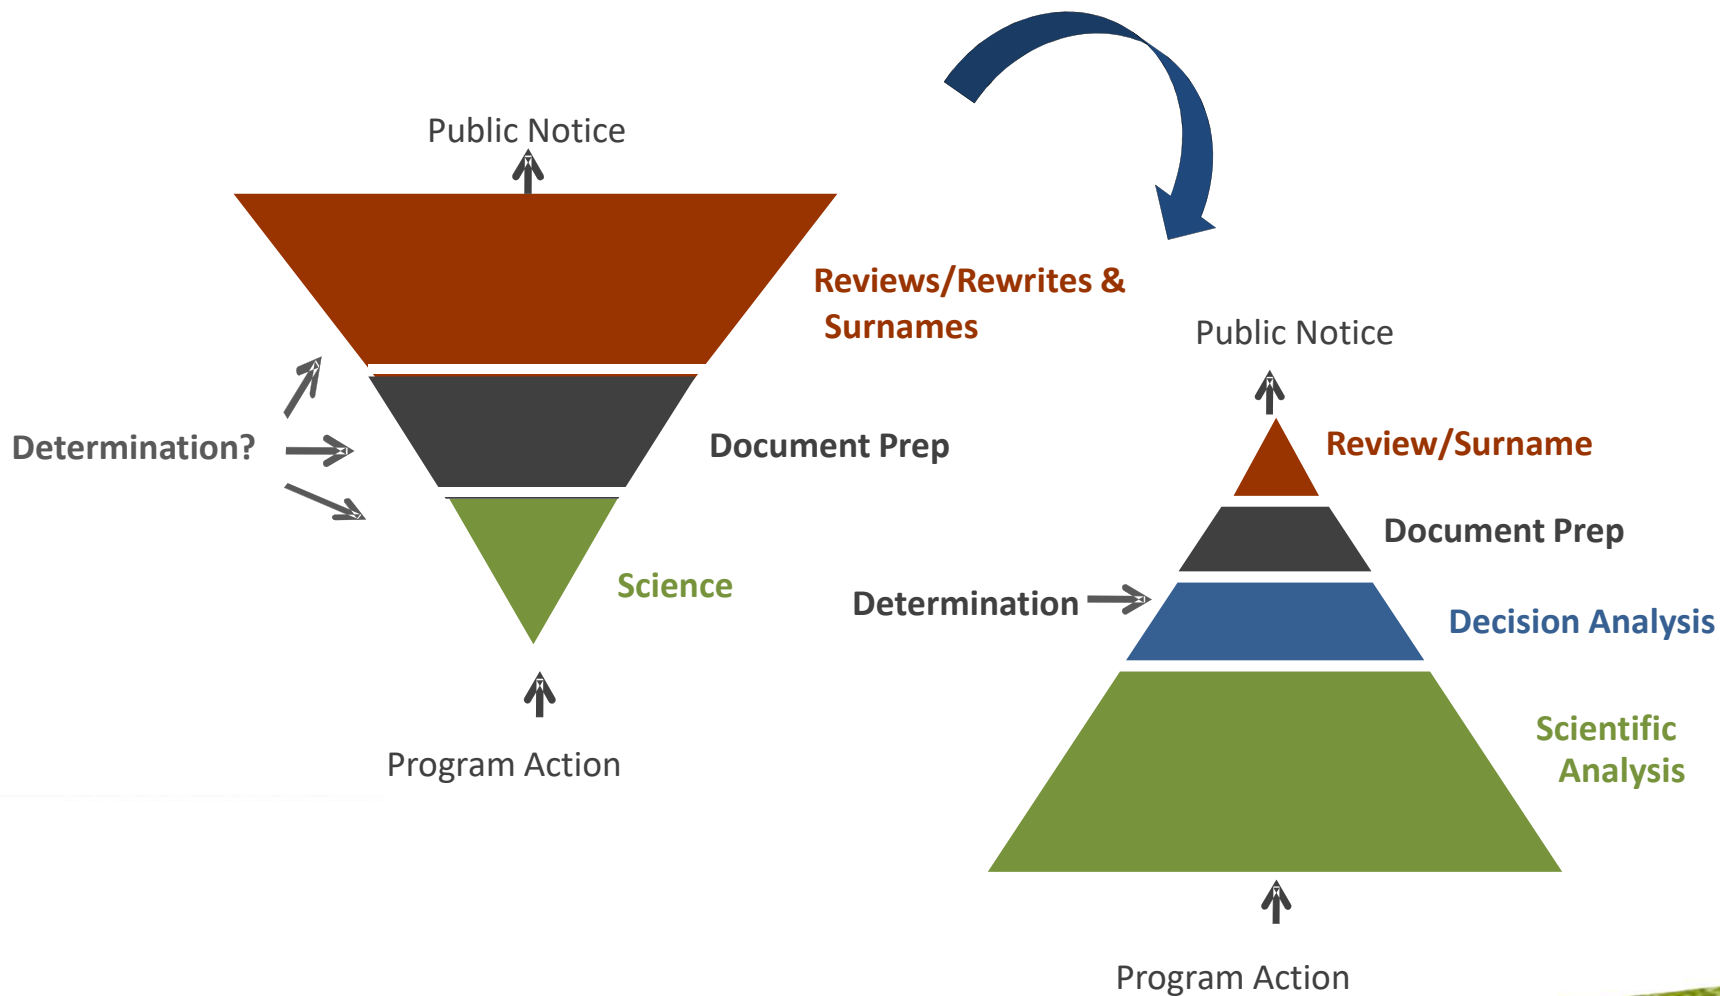 Public Notice
Reviews/Rewrites &
Surnames
Determination?
Document Prep
Science
Program Action
Public Notice
Review/Surname
Document Prep
Determination
Decision Analysis
Scientific
Analysis
Program Action